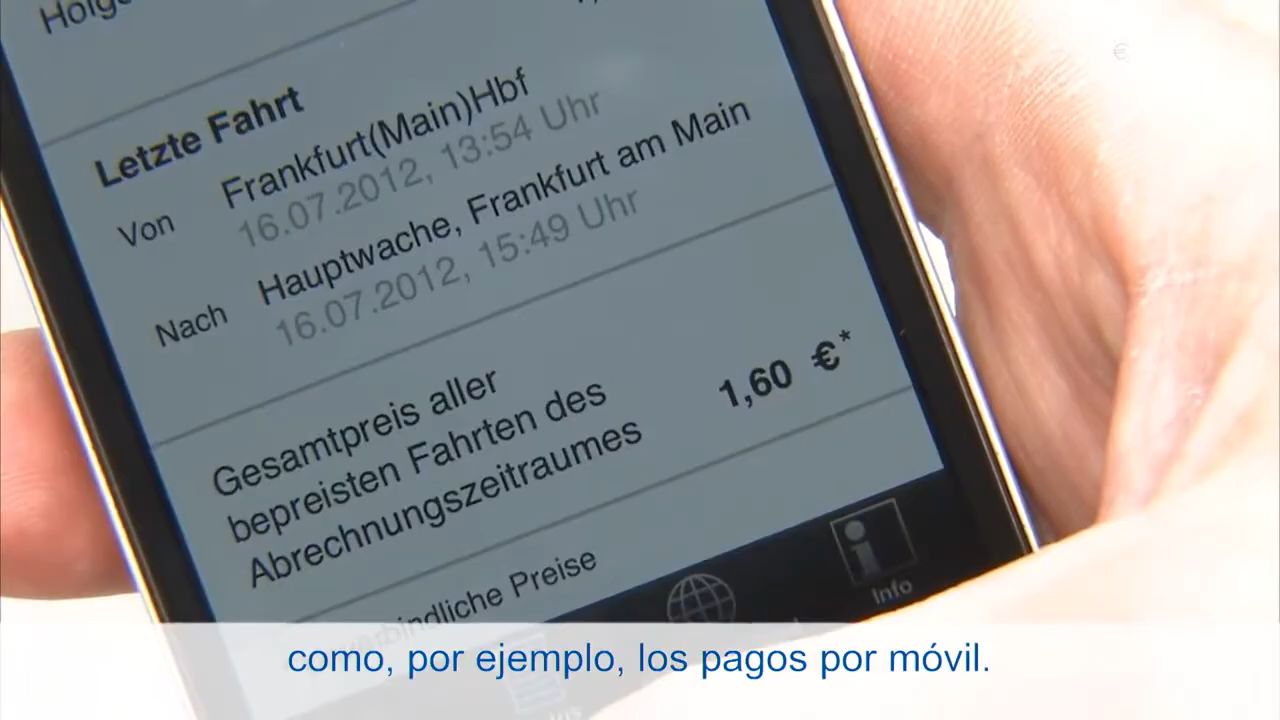 Letzte Fahrt
Von Frankfurt(Main)Hbf
16.07.2012, 13:54 Uhr
Nach Hauptwache, Frankfurt am Main
16.07.2012, 15:49 Uhr
Gesamtpreis aller
bepreisten Fahrten des
Abrechnungszeitraumes
1,60 €*
Preise
Info
como, por ejemplo, los pagos por móvil.
€